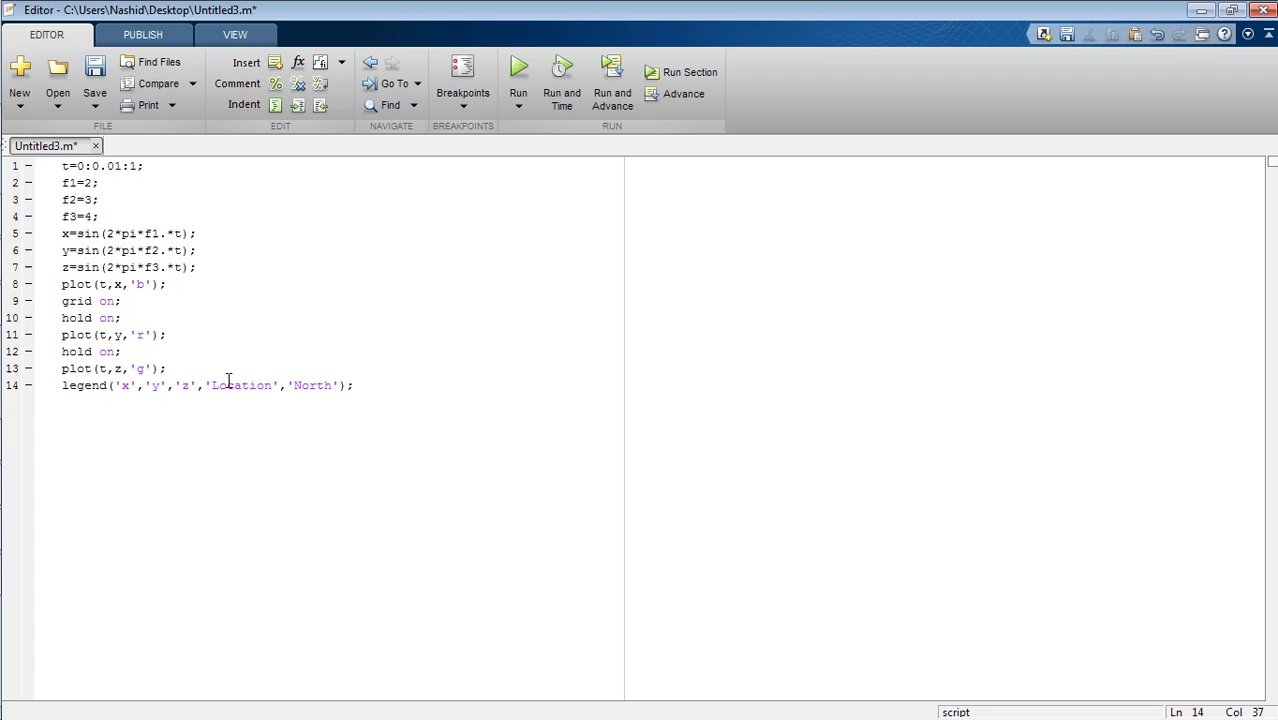 Editor - C:\Users\Nashid\Desktop\Untitled3.m*
EDITOR PUBLISH VIEW
New Open Save Find Files Compare Print
FILE
Insert
Comment
Indent
EDIT
Go To
Find
NAVIGATE
Breakpoints
BREAKPOINTS
Run Run and Time Run and Advance Run Section Advance
RUN
Untitled3.m*
1 t=0:0.01:1;
2 f1=2;
3 f2=3;
4 f3=4;
5 x=sin(2*pi*f1.*t);
6 y=sin(2*pi*f2.*t);
7 z=sin(2*pi*f3.*t);
8 plot(t,x,'b');
9 grid on;
10 hold on;
11 plot(t,y,'r');
12 hold on;
13 plot(t,z,'g');
14 legend('x','y','z','Location','North');
script Ln 14 Col 37